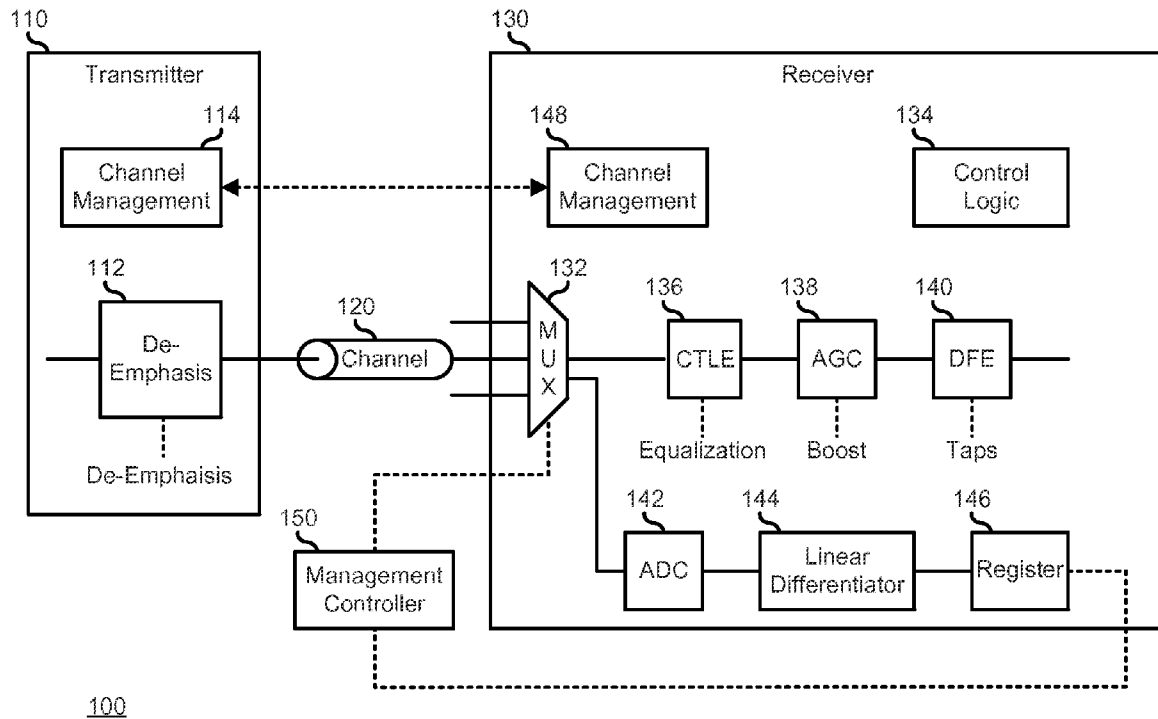 110
130
Transmitter
Receiver
114
148
134
Channel
Management
Channel
Management
Control
Logic
112
De-
Emphasis
De-Emphaisis
120
Channel
132
MUX
136
CTLE
Equalization
138
AGC
Boost
140
DFE
Taps
150
Management
Controller
142
ADC
144
Linear
Differentiator
146
Register
100